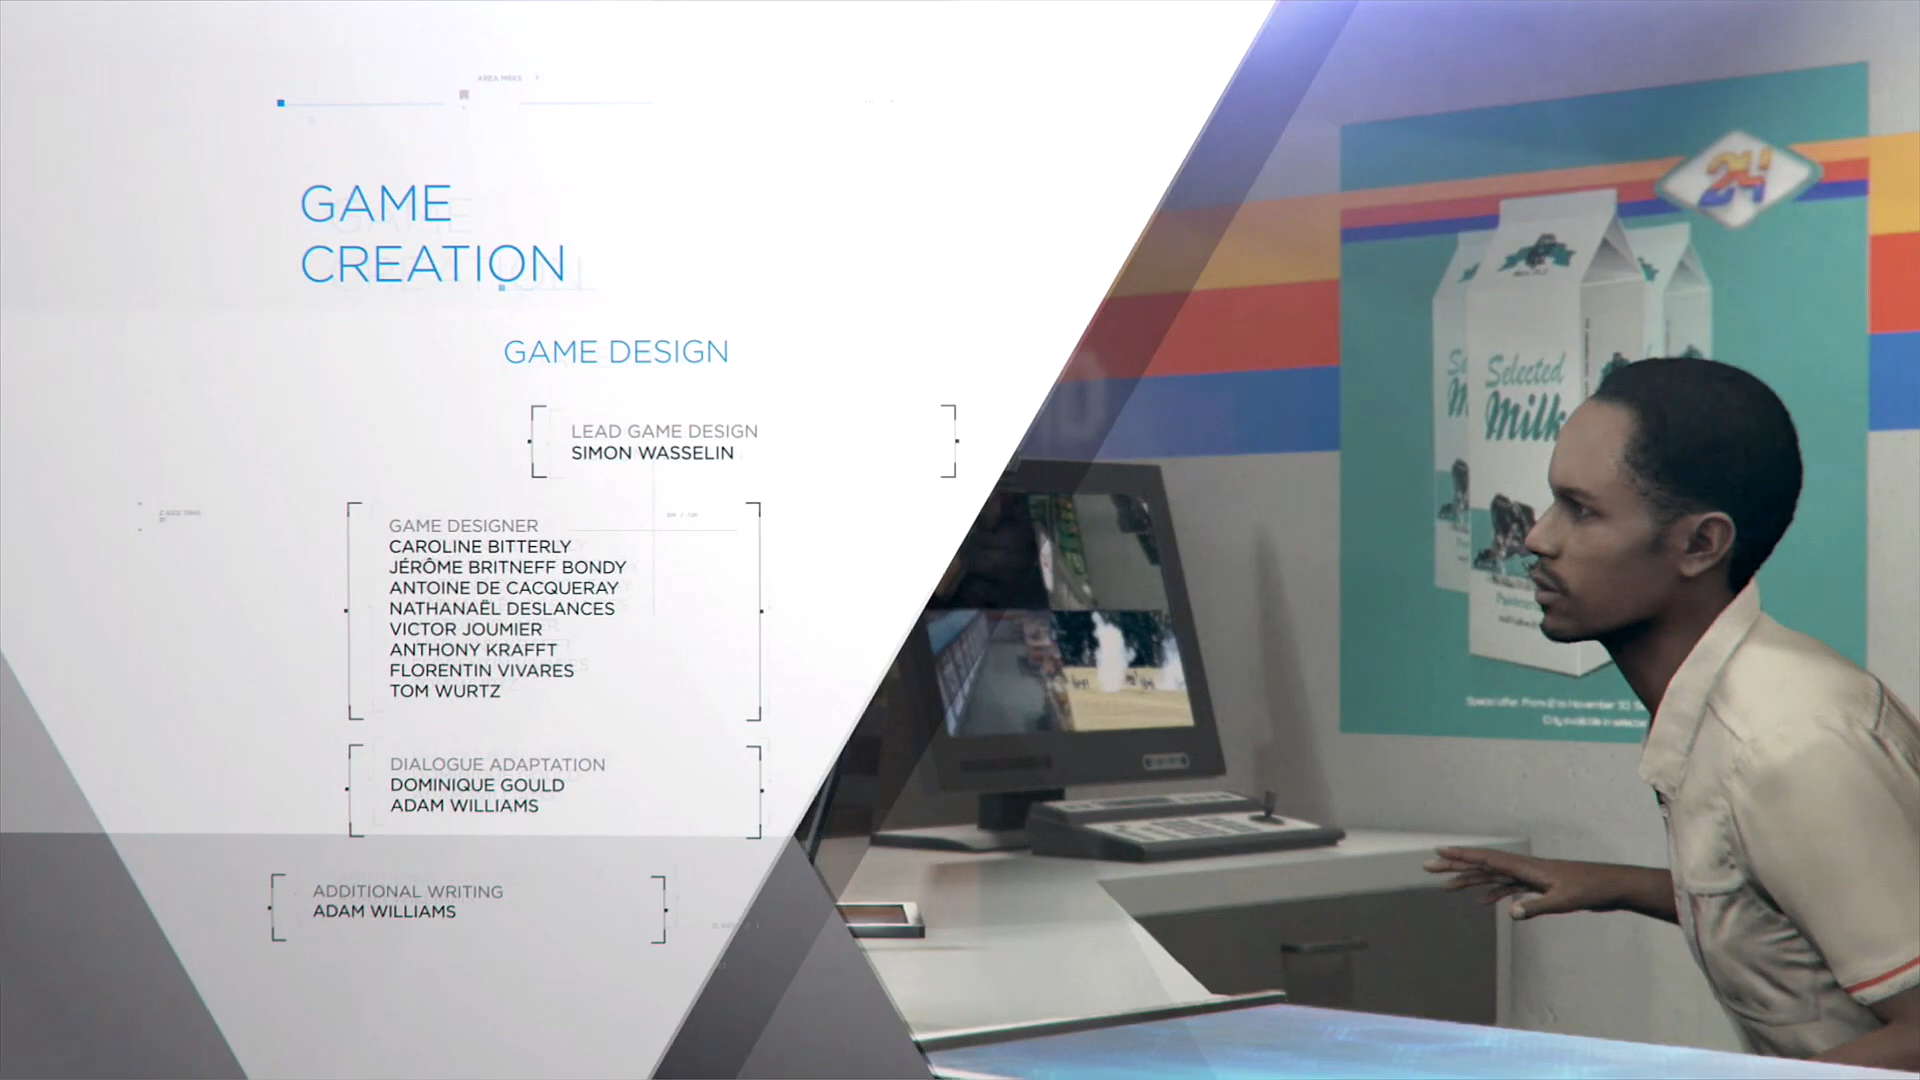 GAME
CREATION
GAME DESIGN
LEAD GAME DESIGN
SIMON WASSELIN
GAME DESIGNER
CAROLINE BITTERLY
JÉRÔME BRITNEFF BONDY
ANTOINE DE CACQUERAY
NATHANAËL DESLANCES
VICTOR JOUMIER
ANTHONY KRAFFT
FLORENTIN VIVARES
TOM WURTZ
DIALOGUE ADAPTATION
DOMINIQUE GOULD
ADAM WILLIAMS
ADDITIONAL WRITING
ADAM WILLIAMS
24
Selected
Milk